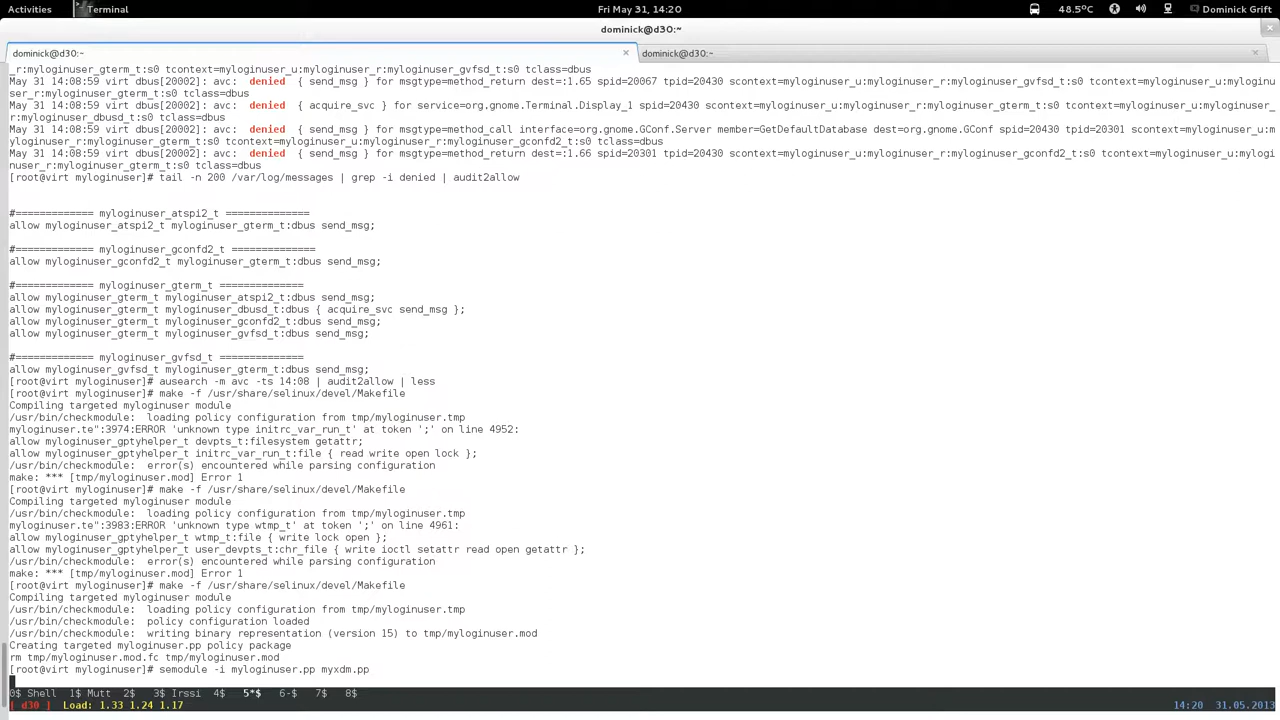 Activities Terminal Fri May 31, 14:20 48.5°C Dominick Grift
dominick@d30:~
dominick@d30:~ × dominick@d30:~ ×
_r:myloginuser_gterm_t:s0 tcontext=myloginuser_u:myloginuser_r:myloginuser_gvfsd_t:s0 tclass=dbus
May 31 14:08:59 virt dbus[20002]: avc:  denied  { send_msg } for msgtype=method_return dest=:1.65 spid=20067 tpid=20430 scontext=myloginuser_u:myloginuser_r:myloginuser_gvfsd_t:s0 tcontext=myloginuser_u:myloginu
ser_r:myloginuser_gterm_t:s0 tclass=dbus
May 31 14:08:59 virt dbus[20002]: avc:  denied  { acquire_svc } for service=org.gnome.Terminal.Display_1 spid=20430 scontext=myloginuser_u:myloginuser_r:myloginuser_gterm_t:s0 tcontext=myloginuser_u:myloginuser_
r:myloginuser_dbusd_t:s0 tclass=dbus
May 31 14:08:59 virt dbus[20002]: avc:  denied  { send_msg } for msgtype=method_call interface=org.gnome.GConf.Server member=GetDefaultDatabase dest=org.gnome.GConf spid=20430 tpid=20301 scontext=myloginuser_u:m
yloginuser_r:myloginuser_gterm_t:s0 tcontext=myloginuser_u:myloginuser_r:myloginuser_gconfd2_t:s0 tclass=dbus
May 31 14:08:59 virt dbus[20002]: avc:  denied  { send_msg } for msgtype=method_return dest=:1.66 spid=20301 tpid=20430 scontext=myloginuser_u:myloginuser_r:myloginuser_gconfd2_t:s0 tcontext=myloginuser_u:mylogi
nuser_r:myloginuser_gterm_t:s0 tclass=dbus
[root@virt myloginuser]# tail -n 200 /var/log/messages | grep -i denied | audit2allow
#============= myloginuser_atspi2_t ==============
allow myloginuser_atspi2_t myloginuser_gterm_t:dbus send_msg;
#============= myloginuser_gconfd2_t ==============
allow myloginuser_gconfd2_t myloginuser_gterm_t:dbus send_msg;
#============= myloginuser_gterm_t ==============
allow myloginuser_gterm_t myloginuser_atspi2_t:dbus send_msg;
allow myloginuser_gterm_t myloginuser_dbusd_t:dbus { acquire_svc send_msg };
allow myloginuser_gterm_t myloginuser_gconfd2_t:dbus send_msg;
allow myloginuser_gterm_t myloginuser_gvfsd_t:dbus send_msg;
#============= myloginuser_gvfsd_t ==============
allow myloginuser_gvfsd_t myloginuser_gterm_t:dbus send_msg;
[root@virt myloginuser]# ausearch -m avc -ts 14:08 | audit2allow | less
[root@virt myloginuser]# make -f /usr/share/selinux/devel/Makefile
Compiling targeted myloginuser module
/usr/bin/checkmodule:  loading policy configuration from tmp/myloginuser.tmp
myloginuser.te":3974:ERROR 'unknown type initrc_var_run_t' at token ';' on line 4952:
allow myloginuser_gptyhelper_t devpts_t:filesystem getattr;
allow myloginuser_gptyhelper_t initrc_var_run_t:file { read write open lock };
/usr/bin/checkmodule:  error(s) encountered while parsing configuration
make: *** [tmp/myloginuser.mod] Error 1
[root@virt myloginuser]# make -f /usr/share/selinux/devel/Makefile
Compiling targeted myloginuser module
/usr/bin/checkmodule:  loading policy configuration from tmp/myloginuser.tmp
myloginuser.te":3983:ERROR 'unknown type wtmp_t' at token ';' on line 4961:
allow myloginuser_gptyhelper_t wtmp_t:file { write lock open };
allow myloginuser_gptyhelper_t user_devpts_t:chr_file { write ioctl setattr read open getattr };
/usr/bin/checkmodule:  error(s) encountered while parsing configuration
make: *** [tmp/myloginuser.mod] Error 1
[root@virt myloginuser]# make -f /usr/share/selinux/devel/Makefile
Compiling targeted myloginuser module
/usr/bin/checkmodule:  loading policy configuration from tmp/myloginuser.tmp
/usr/bin/checkmodule:  policy configuration loaded
/usr/bin/checkmodule:  writing binary representation (version 15) to tmp/myloginuser.mod
Creating targeted myloginuser.pp policy package
rm tmp/myloginuser.mod.fc tmp/myloginuser.mod
[root@virt myloginuser]# semodule -i myloginuser.pp myxdm.pp
0$ Shell  1$ Mutt  2$  3$ Irssi  4$  5*$  6-$  7$  8$
[ d30 ]  Load: 1.33 1.24 1.17 14:20  31.05.2013